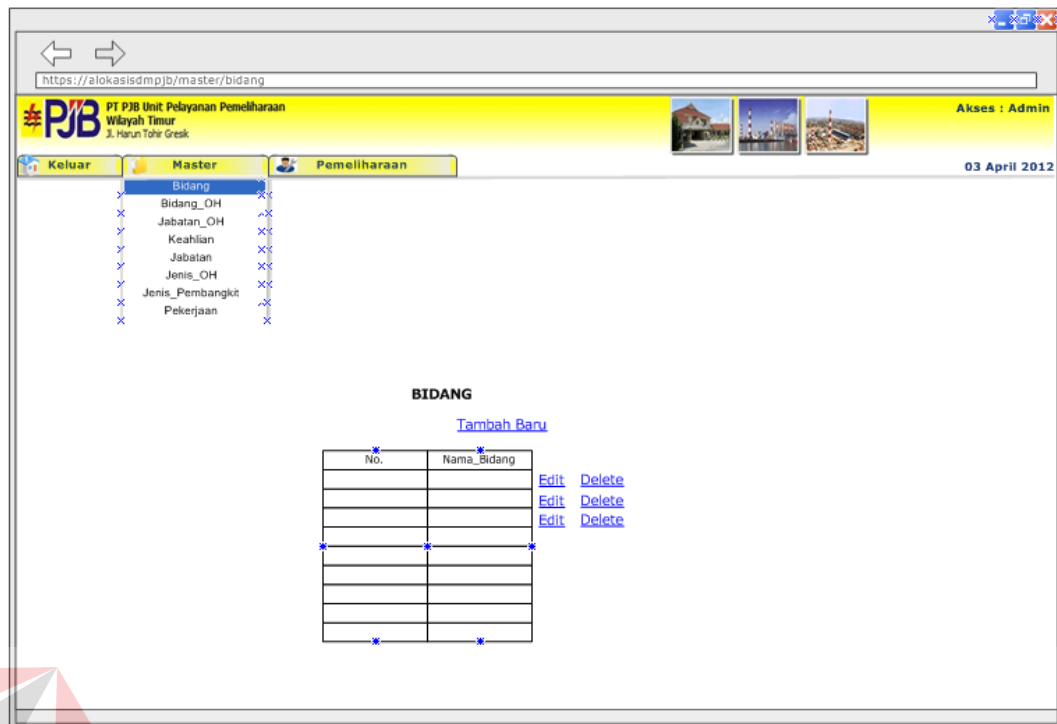 https://alokasisdmpjb/master/bidang
PJB
PT PJB Unit Pelayanan Pemeliharaan
Wilayah Timur
Jl. Harun Tohir Gresik
Akses : Admin
Keluar Master Pemeliharaan
03 April 2012
Bidang
Bidang_OH
Jabatan_OH
Keahlian
Jabatan
Jenis_OH
Jenis_Pembangkit
Pekerjaan
BIDANG
Tambah Baru
No. Nama_Bidang
Edit Delete
Edit Delete
Edit Delete